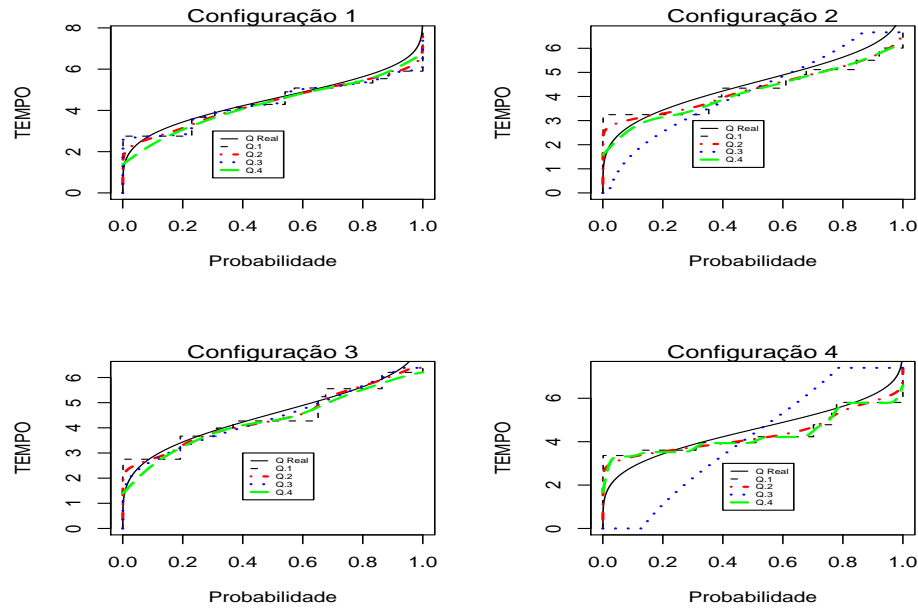 Configuração 1
TEMPO
0 2 4 6 8
Q Real
Q.1
Q.2
Q.3
Q.4
0.0 0.2 0.4 0.6 0.8 1.0
Probabilidade
Configuração 2
TEMPO
0 1 2 3 4 5 6
Q Real
Q.1
Q.2
Q.3
Q.4
0.0 0.2 0.4 0.6 0.8 1.0
Probabilidade
Configuração 3
TEMPO
0 1 2 3 4 5 6
Q Real
Q.1
Q.2
Q.3
Q.4
0.0 0.2 0.4 0.6 0.8 1.0
Probabilidade
Configuração 4
TEMPO
0 2 4 6
Q Real
Q.1
Q.2
Q.3
Q.4
0.0 0.2 0.4 0.6 0.8 1.0
Probabilidade